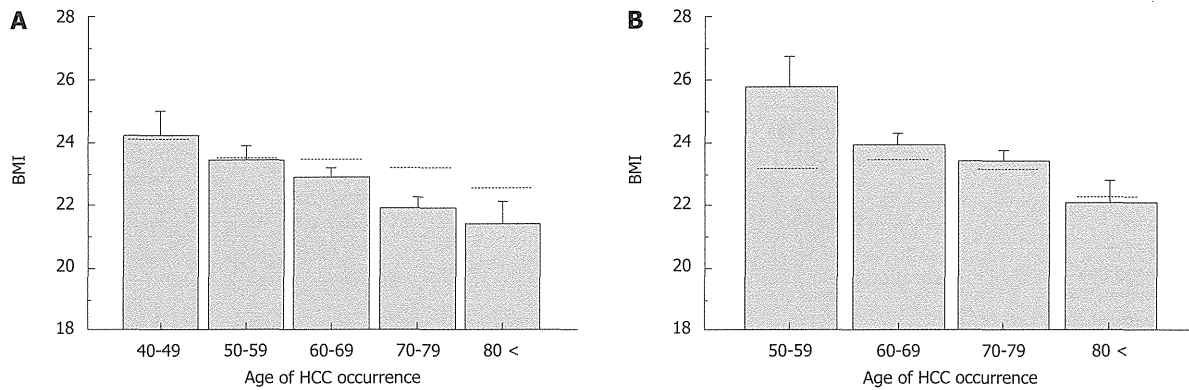 A
28
26
24
22
20
18
BMI
40-49 50-59 60-69 70-79 80 <
Age of HCC occurrence
B
28
26
24
22
20
18
BMI
50-59 60-69 70-79 80 <
Age of HCC occurrence